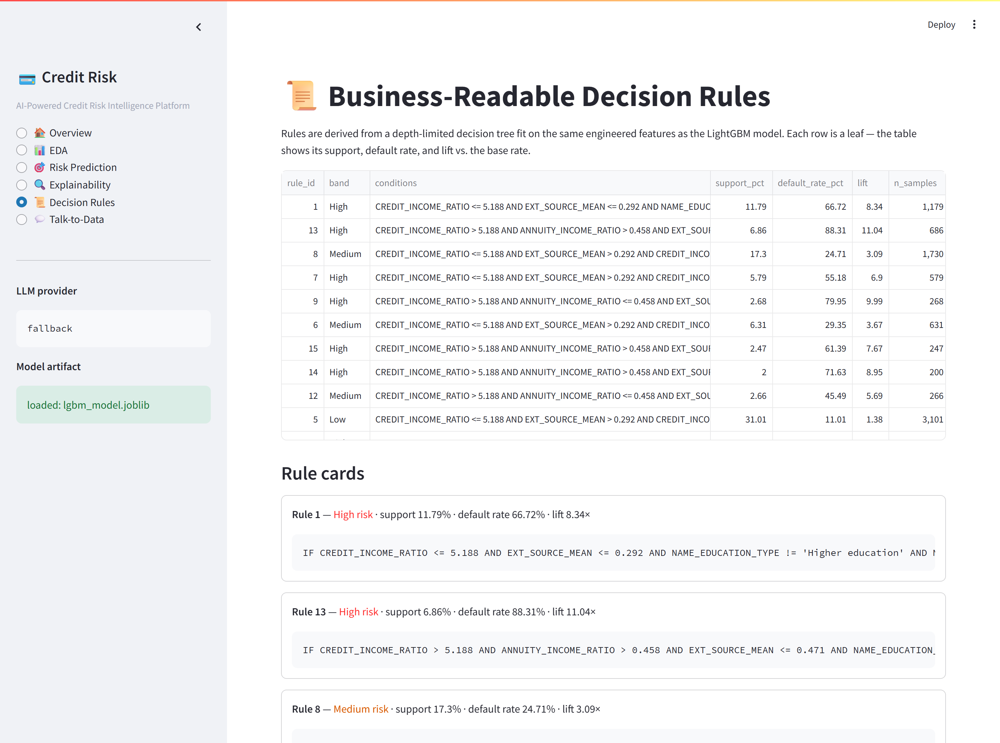 Deploy
Credit Risk
AI-Powered Credit Risk Intelligence Platform
Overview
EDA
Risk Prediction
Explainability
Decision Rules
Talk-to-Data
LLM provider
fallback
Model artifact
loaded: lgbm_model.joblib
Business-Readable Decision Rules
Rules are derived from a depth-limited decision tree fit on the same engineered features as the LightGBM model. Each row is a leaf — the table
shows its support, default rate, and lift vs. the base rate.
rule_id band conditions support_pct default_rate_pct lift n_samples
1 High CREDIT_INCOME_RATIO <= 5.188 AND EXT_SOURCE_MEAN <= 0.292 AND NAME_EDUC 11.79 66.72 8.34 1,179
13 High CREDIT_INCOME_RATIO > 5.188 AND ANNUITY_INCOME_RATIO > 0.458 AND EXT_SOUR 6.86 88.31 11.04 686
8 Medium CREDIT_INCOME_RATIO <= 5.188 AND EXT_SOURCE_MEAN > 0.292 AND CREDIT_INCO 17.3 24.71 3.09 1,730
7 High CREDIT_INCOME_RATIO <= 5.188 AND EXT_SOURCE_MEAN > 0.292 AND CREDIT_INCO 5.79 55.18 6.9 579
9 High CREDIT_INCOME_RATIO > 5.188 AND ANNUITY_INCOME_RATIO <= 0.458 AND EXT_SOU 2.68 79.95 9.99 268
6 Medium CREDIT_INCOME_RATIO <= 5.188 AND EXT_SOURCE_MEAN > 0.292 AND CREDIT_INCO 6.31 29.35 3.67 631
15 High CREDIT_INCOME_RATIO > 5.188 AND ANNUITY_INCOME_RATIO > 0.458 AND EXT_SOUR 2.47 61.39 7.67 247
14 High CREDIT_INCOME_RATIO > 5.188 AND ANNUITY_INCOME_RATIO > 0.458 AND EXT_SOUR 2 71.63 8.95 200
12 Medium CREDIT_INCOME_RATIO > 5.188 AND ANNUITY_INCOME_RATIO <= 0.458 AND EXT_SOU 2.66 45.49 5.69 266
5 Low CREDIT_INCOME_RATIO <= 5.188 AND EXT_SOURCE_MEAN > 0.292 AND CREDIT_INCO 31.01 11.01 1.38 3,101
Rule cards
Rule 1 — High risk · support 11.79% · default rate 66.72% · lift 8.34×
IF CREDIT_INCOME_RATIO <= 5.188 AND EXT_SOURCE_MEAN <= 0.292 AND NAME_EDUCATION_TYPE != 'Higher education' AND
Rule 13 — High risk · support 6.86% · default rate 88.31% · lift 11.04×
IF CREDIT_INCOME_RATIO > 5.188 AND ANNUITY_INCOME_RATIO > 0.458 AND EXT_SOURCE_MEAN <= 0.471 AND NAME_EDUCATION_
Rule 8 — Medium risk · support 17.3% · default rate 24.71% · lift 3.09×